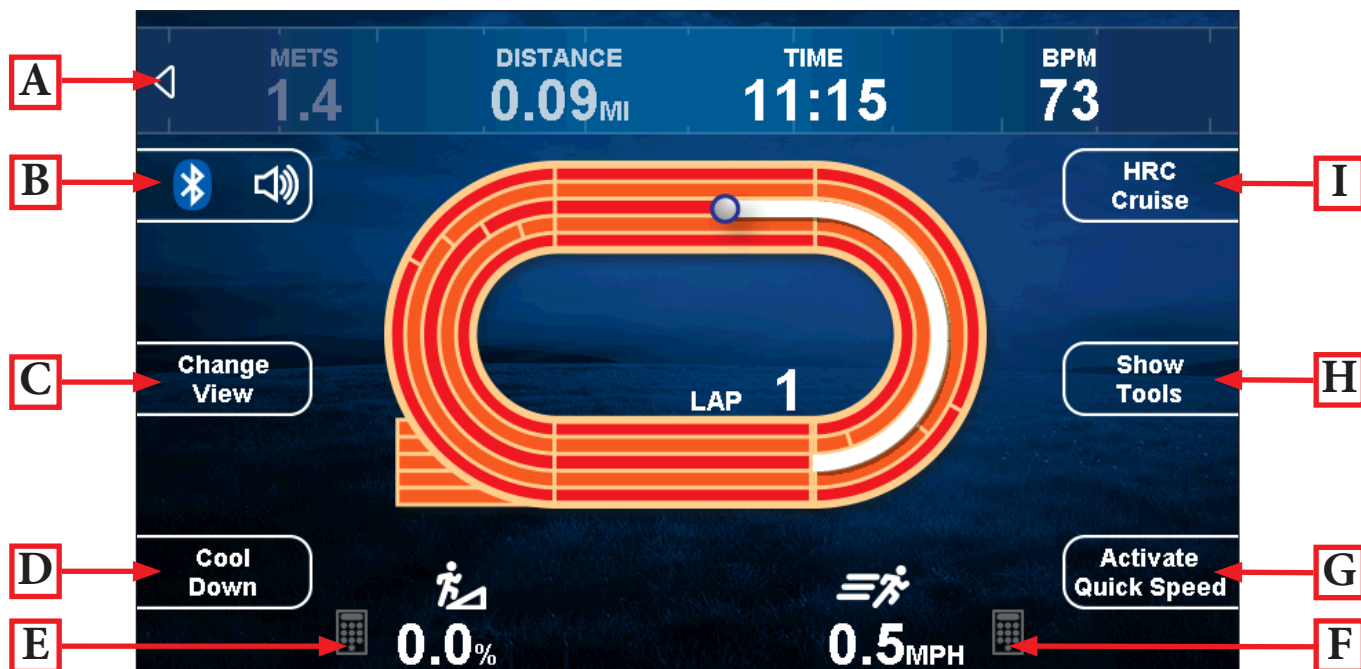 A
METS
1.4
DISTANCE
0.09MI
TIME
11:15
BPM
73
B
HRC
Cruise
I
LAP 1
C
Change
View
Show
Tools
H
D
Cool
Down
Activate
Quick Speed
G
E
0.0%
0.5MPH
F